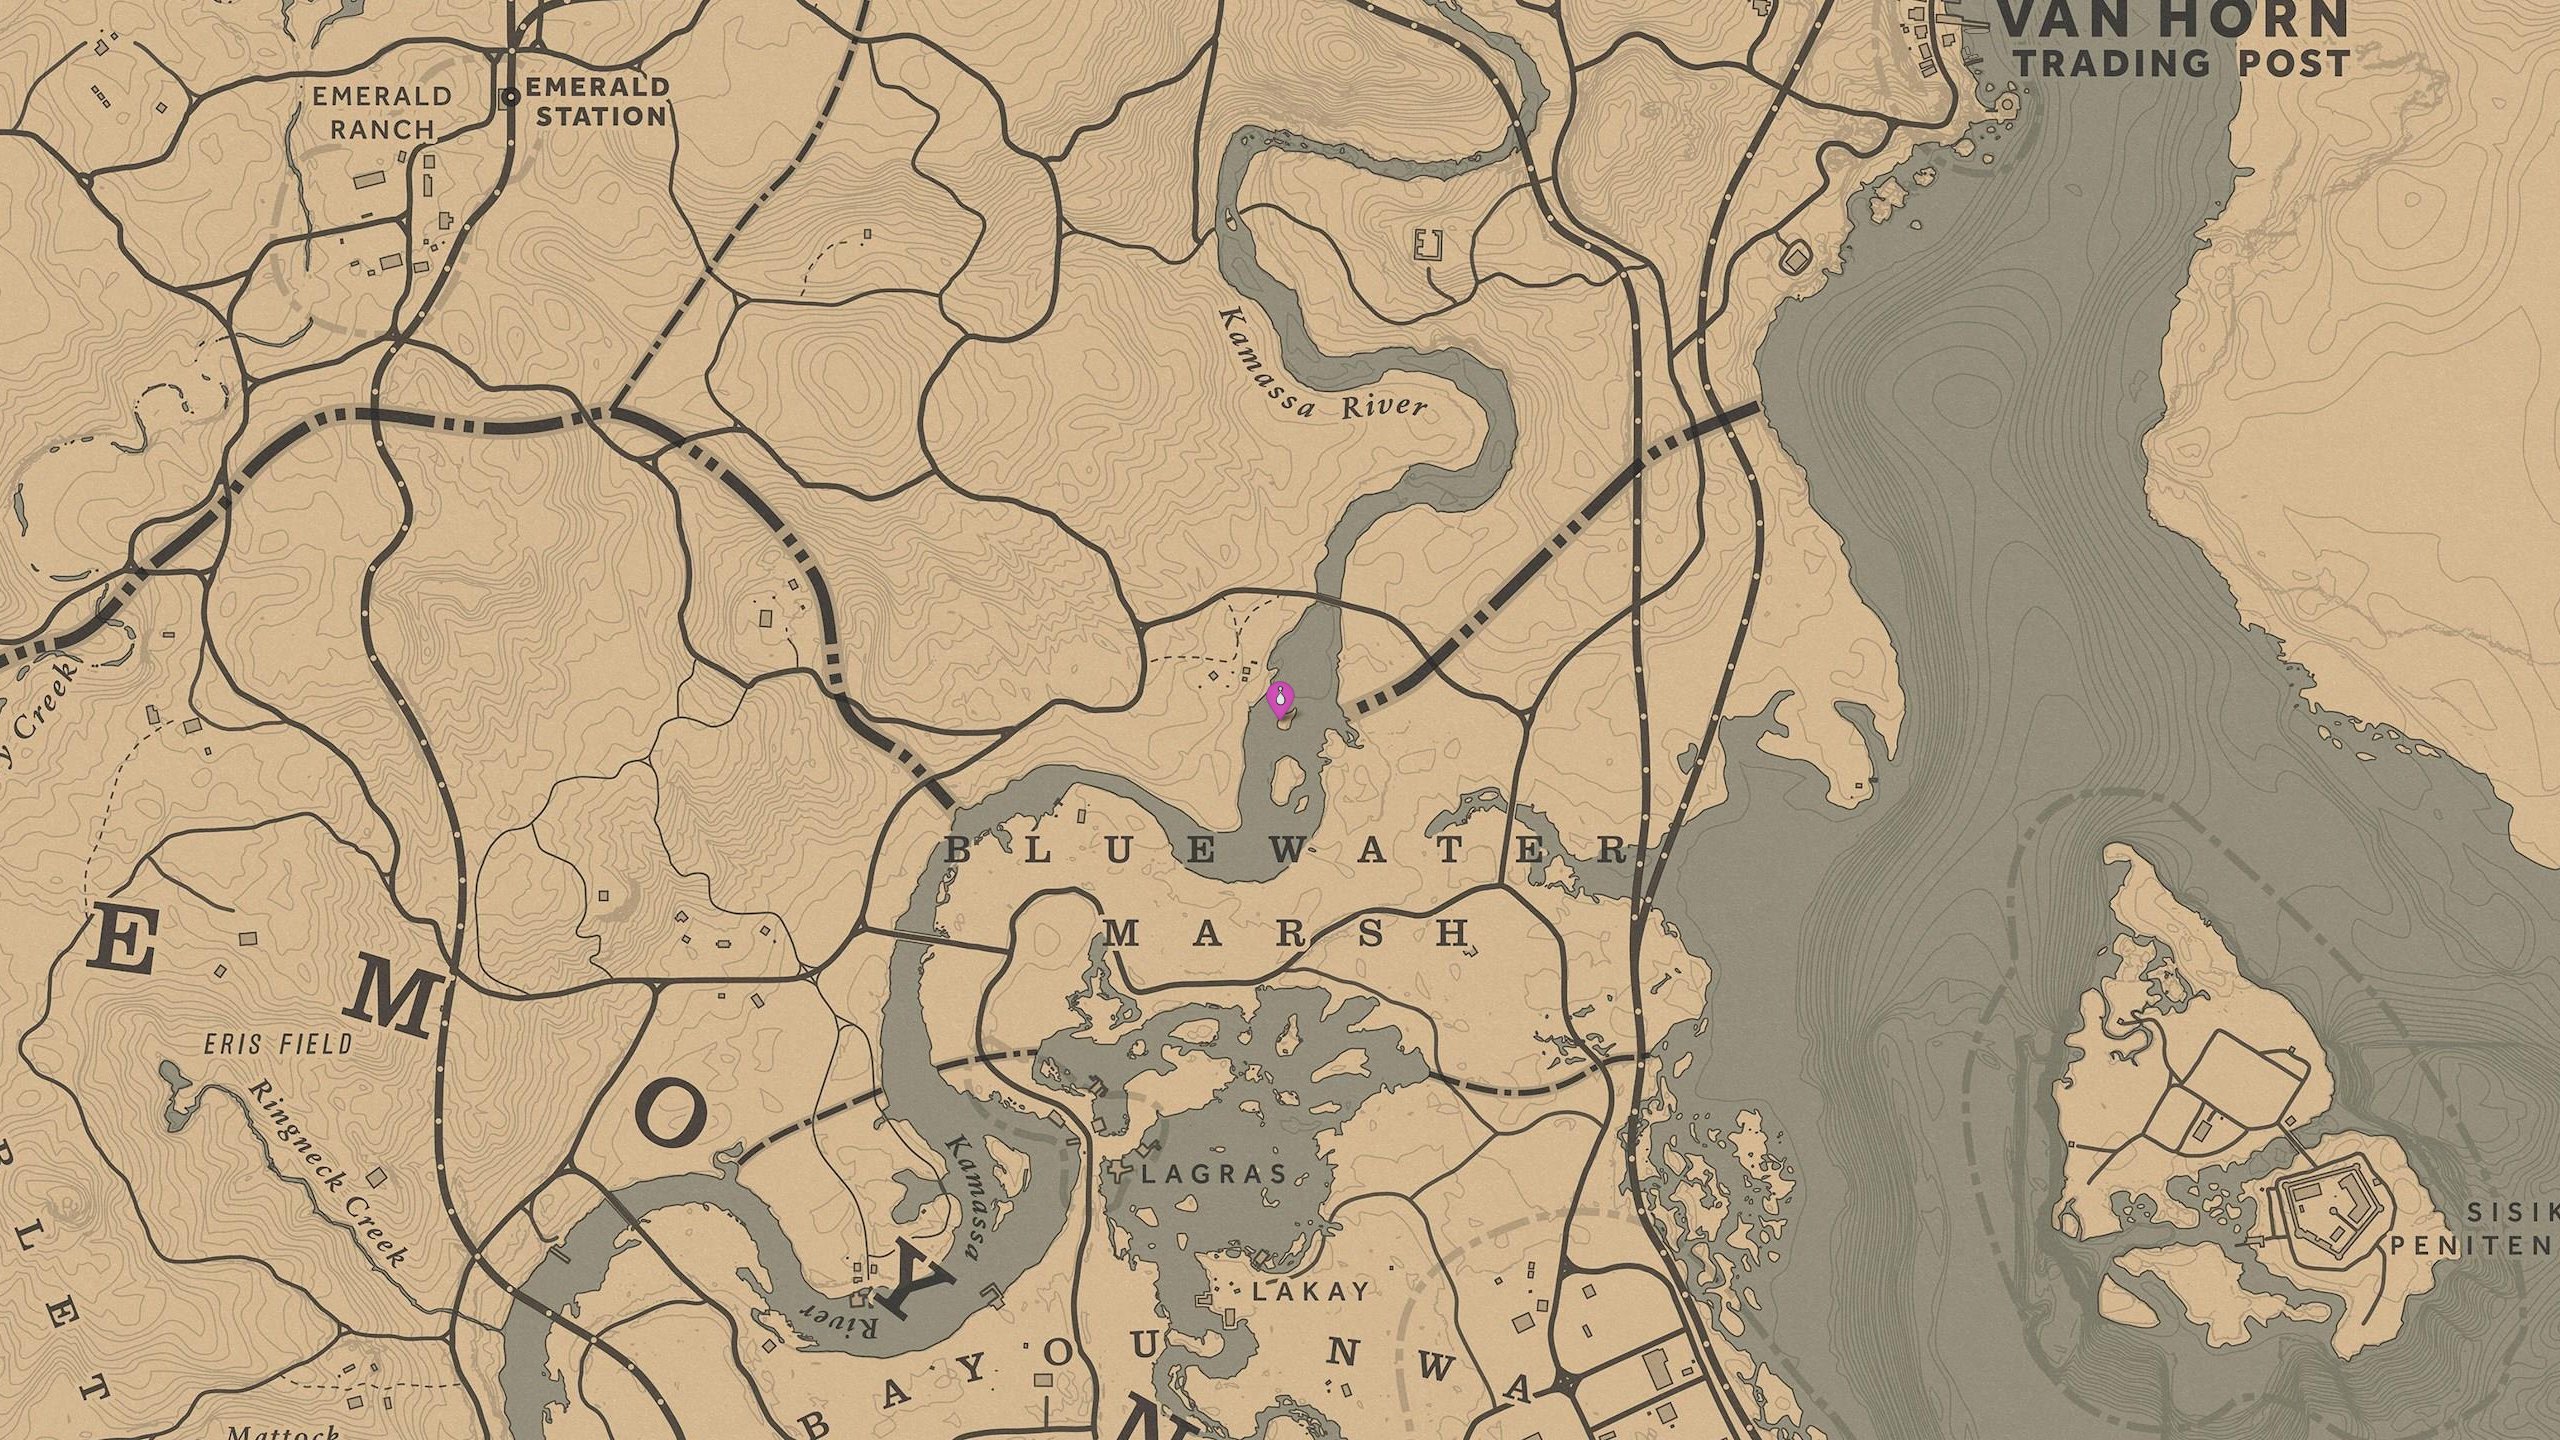 VAN HORN
TRADING POST
EMERALD
RANCH
EMERALD
STATION
Kamassa River
Creek
BLUEWATER
MARSH
E
M
O
Y
N
ERIS FIELD
Ringneck Creek
Kamassa
River
LAGRAS
LAKAY
SISIK
PENITEN
LET
BAYOU NWA
Mattock